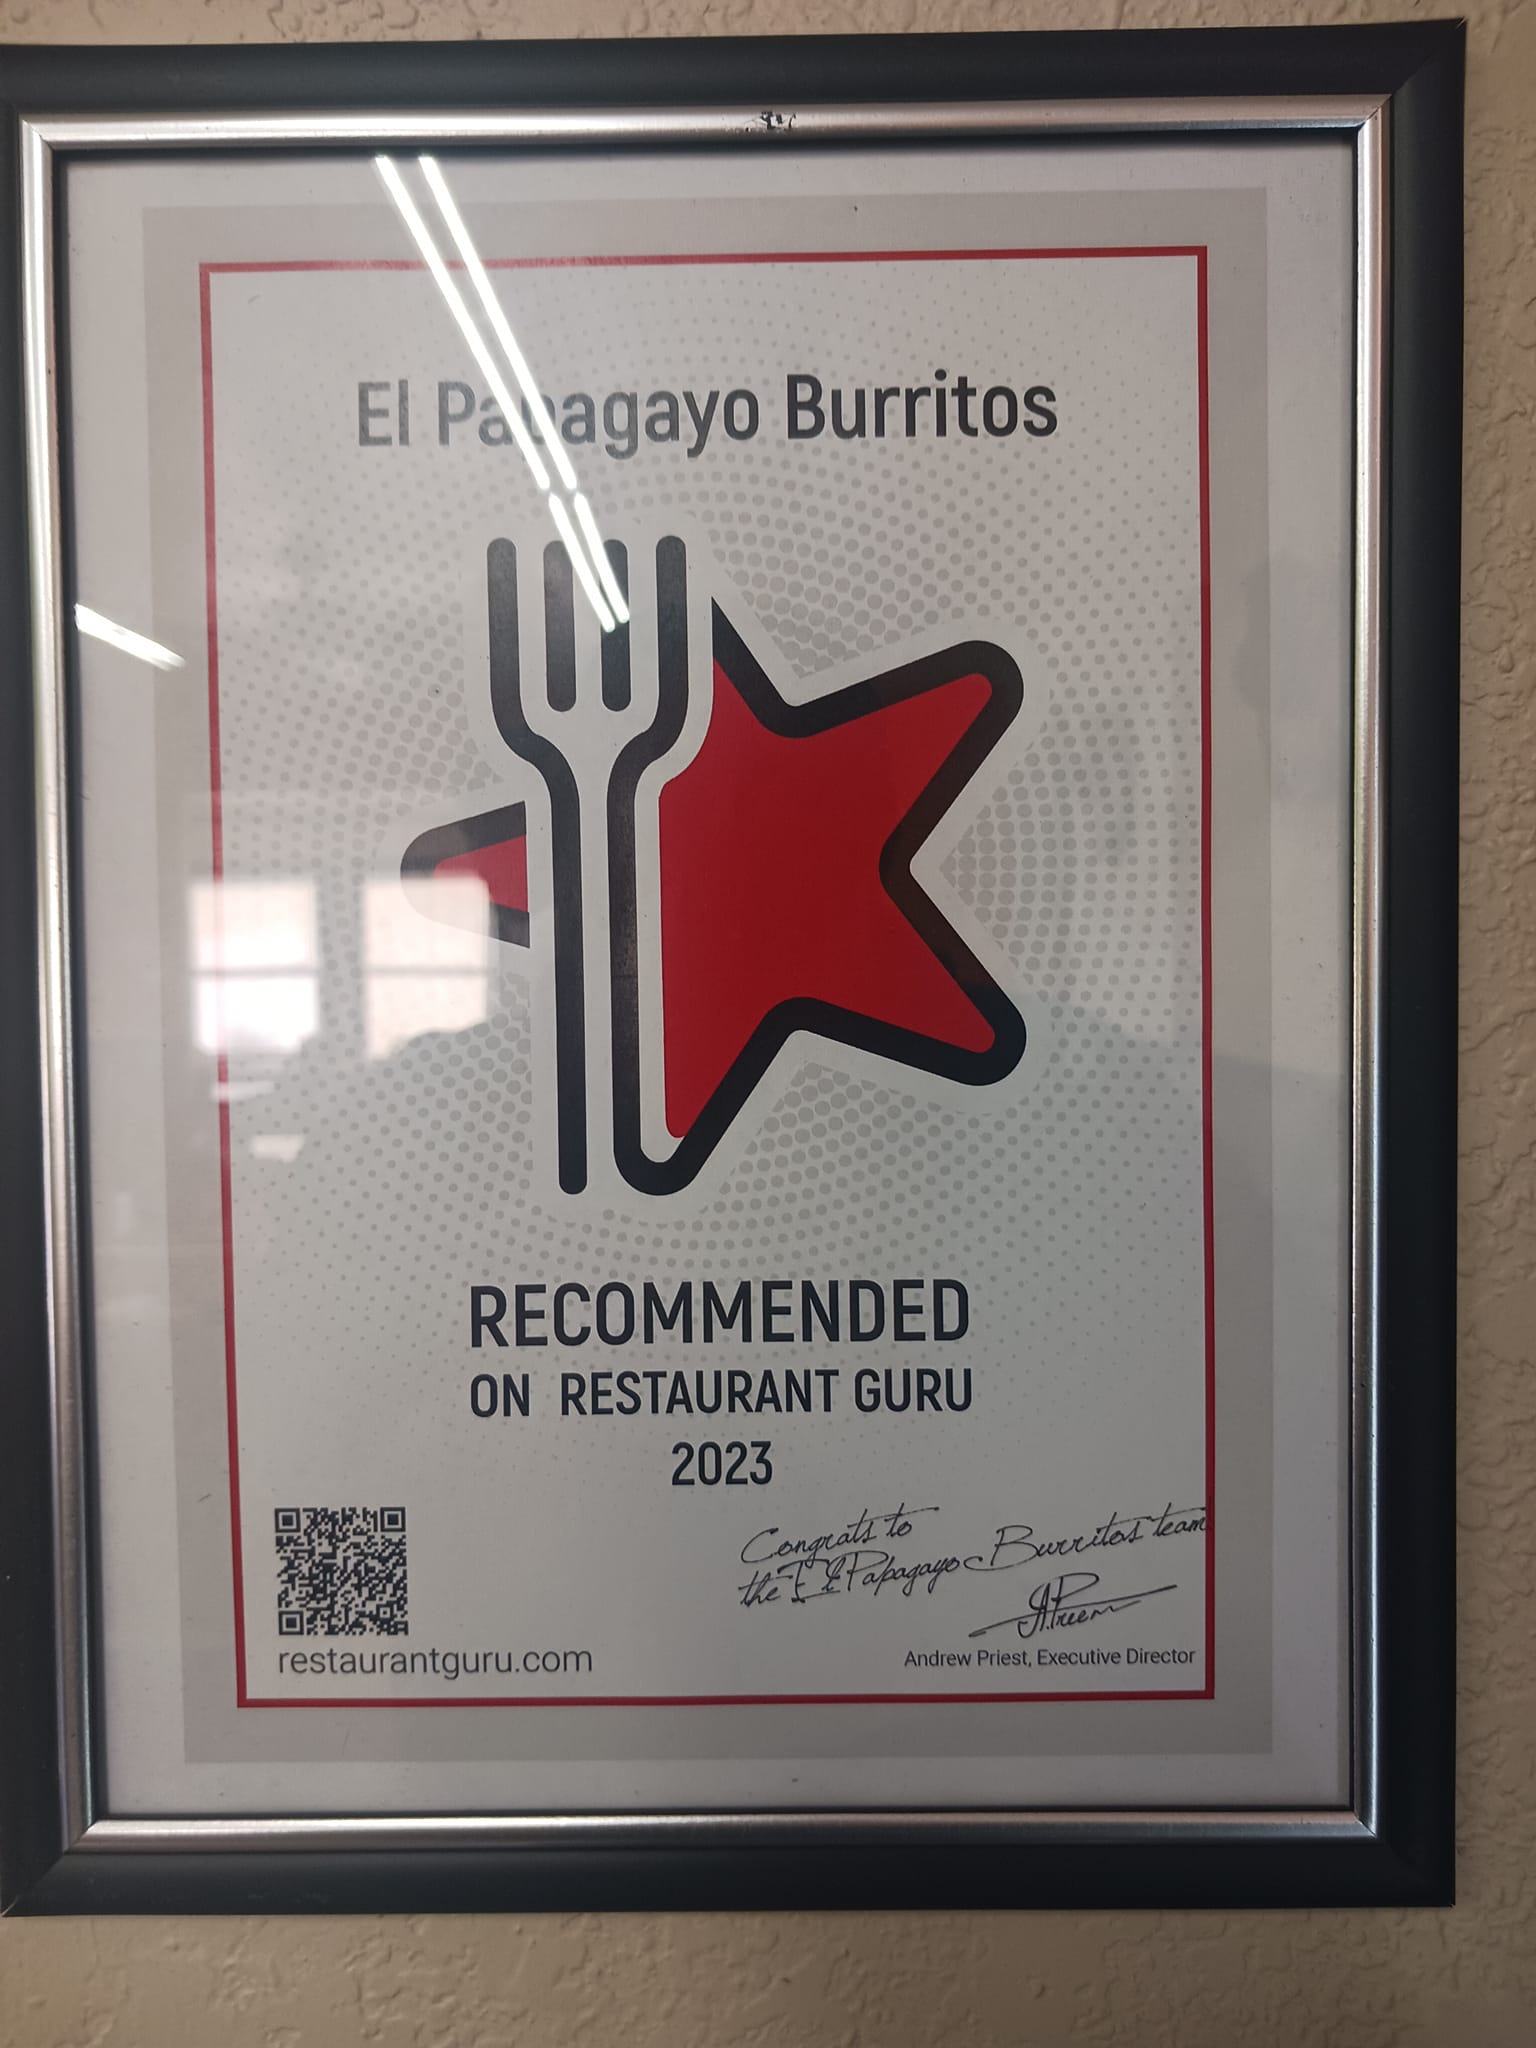 El Papagayo Burritos
RECOMMENDED
ON RESTAURANT GURU
2023
Congrats to
the El Papagayo Burritos team
restaurantguru.com
Andrew Priest, Executive Director